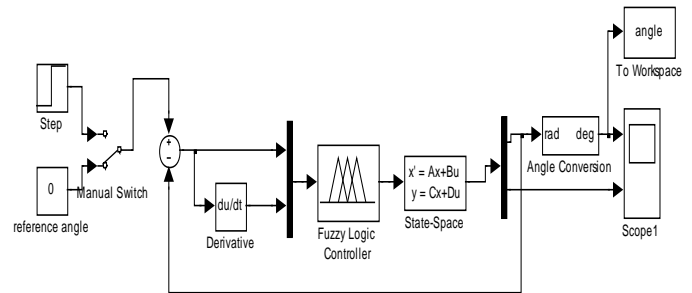 angle
To Workspace
Step
+
-
rad deg
Angle Conversion
x' = Ax+Bu
y = Cx+Du
State-Space
0
Manual Switch
reference angle
du/dt
Derivative
Fuzzy Logic
Controller
Scope1